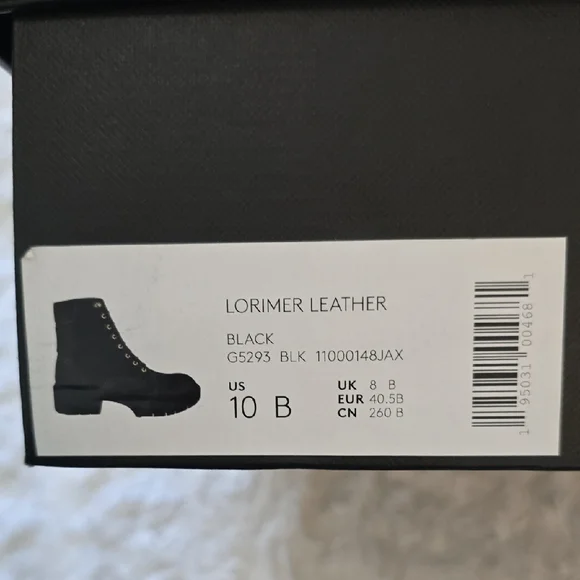 LORIMER LEATHER
BLACK
G5293 BLK 11000148JAX
US
10 B
UK 8 B
EUR 40.5B
CN 260 B
1 95031 00468 1